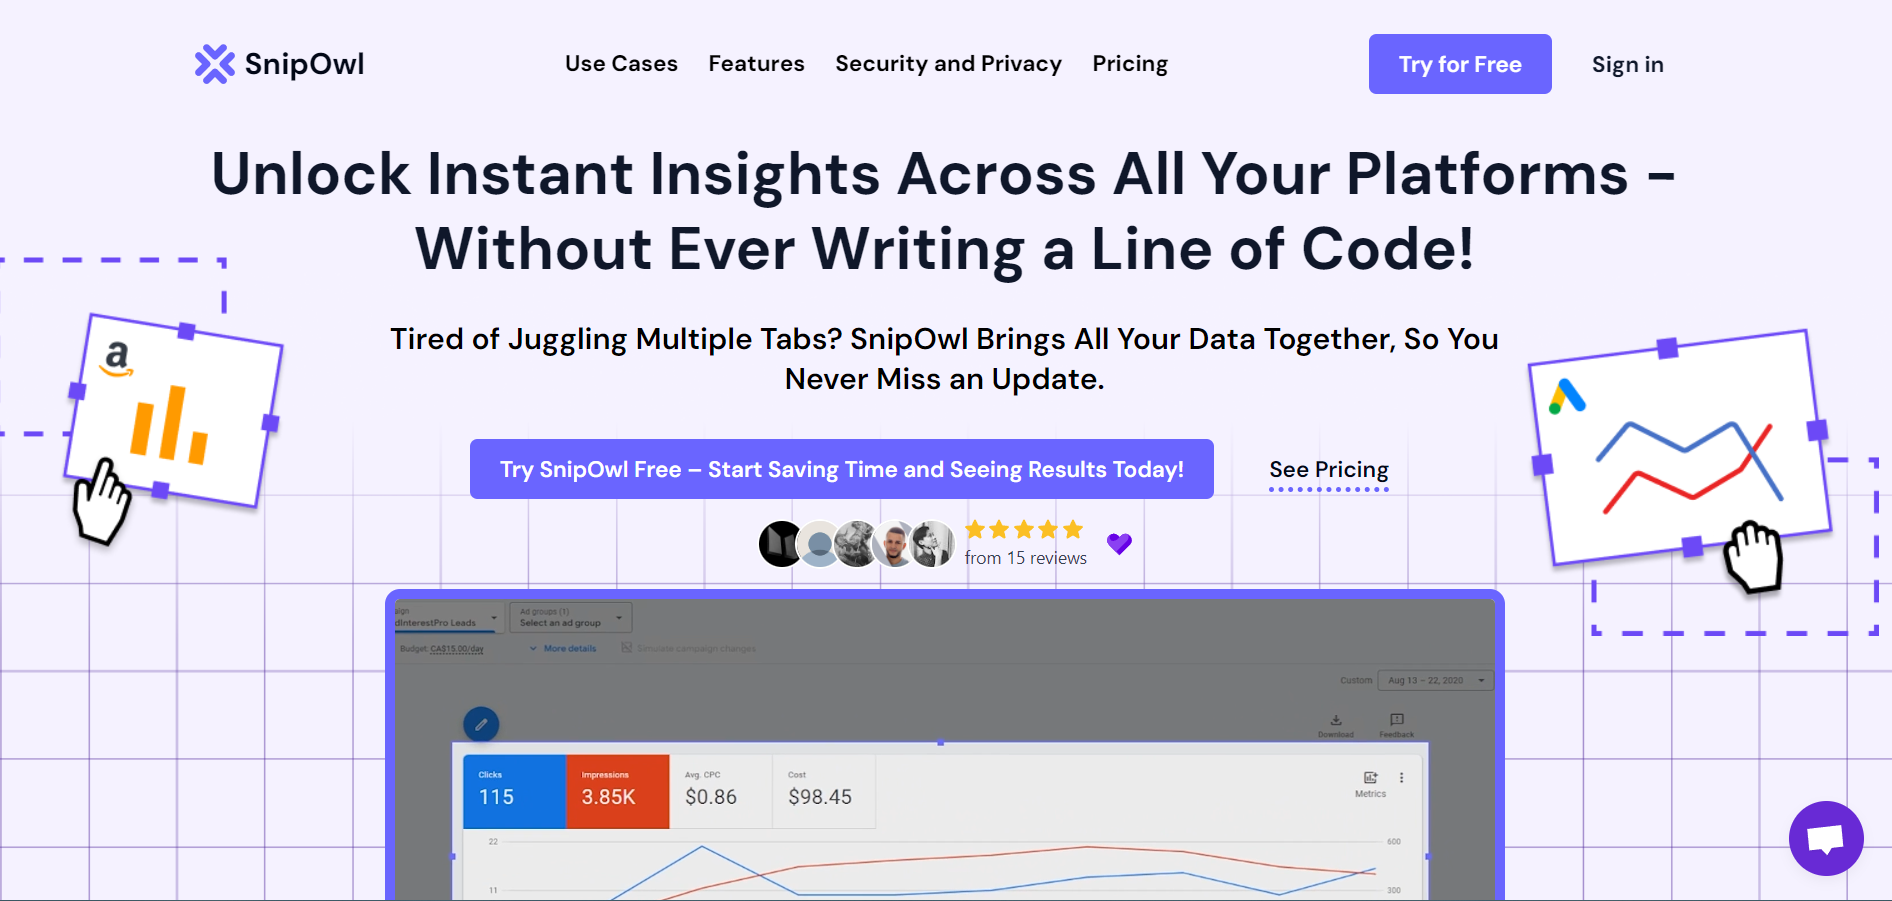 SnipOwl
Use Cases Features Security and Privacy Pricing
Try for Free Sign in
Unlock Instant Insights Across All Your Platforms -
Without Ever Writing a Line of Code!
Tired of Juggling Multiple Tabs? SnipOwl Brings All Your Data Together, So You
Never Miss an Update.
a
Try SnipOwl Free – Start Saving Time and Seeing Results Today!
See Pricing
from 15 reviews
aign
dInterestPro Leads
Ad groups (1)
Select an ad group
Budget: CA$15.00/day
More details
Simulate campaign changes
Custom
Aug 13 – 22, 2020
Download
Feedback
Clicks
115
Impressions
3.85K
Avg. CPC
$0.86
Cost
$98.45
Metrics
22
600
11
300